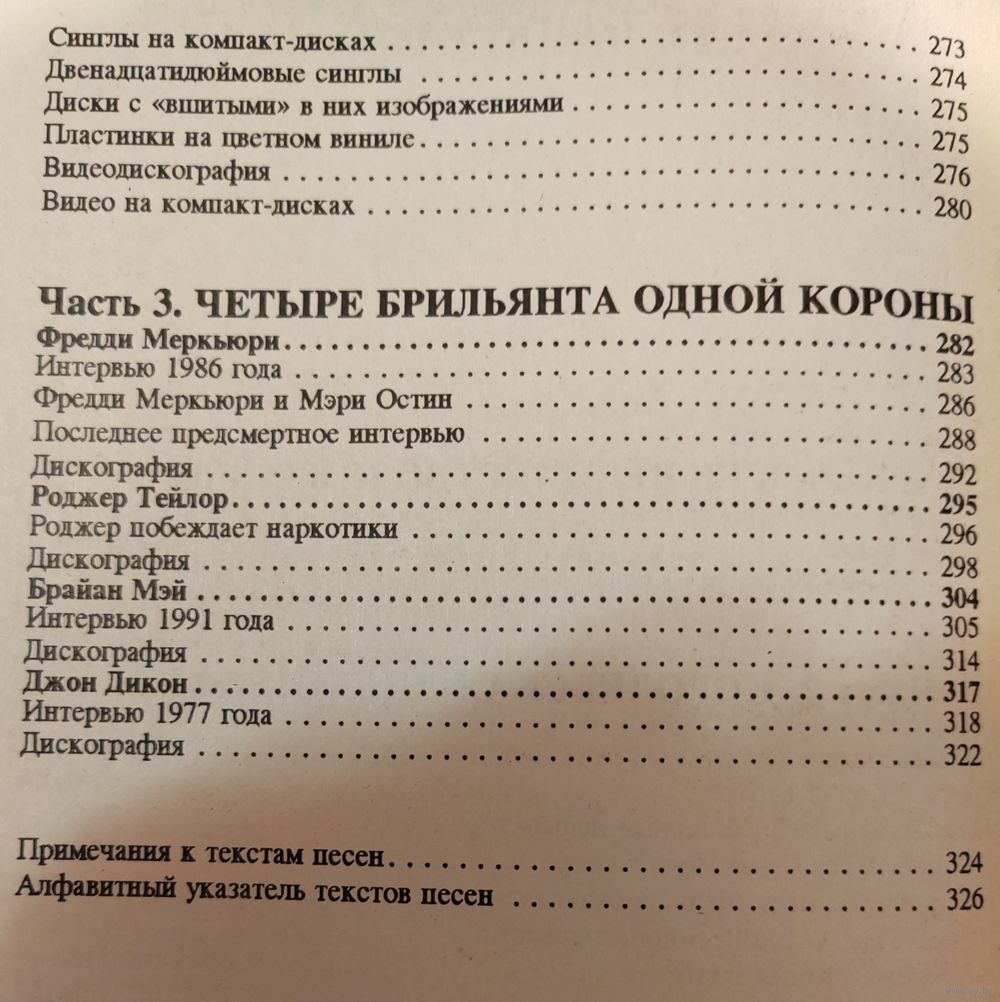 Синглы на компакт-дисках . . . . . . . . . . . . . . . . . . . . . . . . . . . . . . . 273
Двенадцатидюймовые синглы . . . . . . . . . . . . . . . . . . . . . . . . . . . . . 274
Диски с «вшитыми» в них изображениями . . . . . . . . . . . . . . . . . . . . 275
Пластинки на цветном виниле . . . . . . . . . . . . . . . . . . . . . . . . . . . . . 275
Видеодискография . . . . . . . . . . . . . . . . . . . . . . . . . . . . . . . . . . . . . 276
Видео на компакт-дисках . . . . . . . . . . . . . . . . . . . . . . . . . . . . . . . . 280
Часть 3. ЧЕТЫРЕ БРИЛЬЯНТА ОДНОЙ КОРОНЫ
Фредди Меркьюри . . . . . . . . . . . . . . . . . . . . . . . . . . . . . . . . . . . . . 282
Интервью 1986 года . . . . . . . . . . . . . . . . . . . . . . . . . . . . . . . . . . . . 283
Фредди Меркьюри и Мэри Остин . . . . . . . . . . . . . . . . . . . . . . . . . . 286
Последнее предсмертное интервью . . . . . . . . . . . . . . . . . . . . . . . . . 288
Дискография . . . . . . . . . . . . . . . . . . . . . . . . . . . . . . . . . . . . . . . . . 292
Роджер Тейлор . . . . . . . . . . . . . . . . . . . . . . . . . . . . . . . . . . . . . . . . 295
Роджер побеждает наркотики . . . . . . . . . . . . . . . . . . . . . . . . . . . . . 296
Дискография . . . . . . . . . . . . . . . . . . . . . . . . . . . . . . . . . . . . . . . . . 298
Брайан Мэй . . . . . . . . . . . . . . . . . . . . . . . . . . . . . . . . . . . . . . . . . . 304
Интервью 1991 года . . . . . . . . . . . . . . . . . . . . . . . . . . . . . . . . . . . . 305
Дискография . . . . . . . . . . . . . . . . . . . . . . . . . . . . . . . . . . . . . . . . . 314
Джон Дикон . . . . . . . . . . . . . . . . . . . . . . . . . . . . . . . . . . . . . . . . . . 317
Интервью 1977 года . . . . . . . . . . . . . . . . . . . . . . . . . . . . . . . . . . . . 318
Дискография . . . . . . . . . . . . . . . . . . . . . . . . . . . . . . . . . . . . . . . . . 322
Примечания к текстам песен . . . . . . . . . . . . . . . . . . . . . . . . . . . . . . 324
Алфавитный указатель текстов песен . . . . . . . . . . . . . . . . . . . . . . . . 326